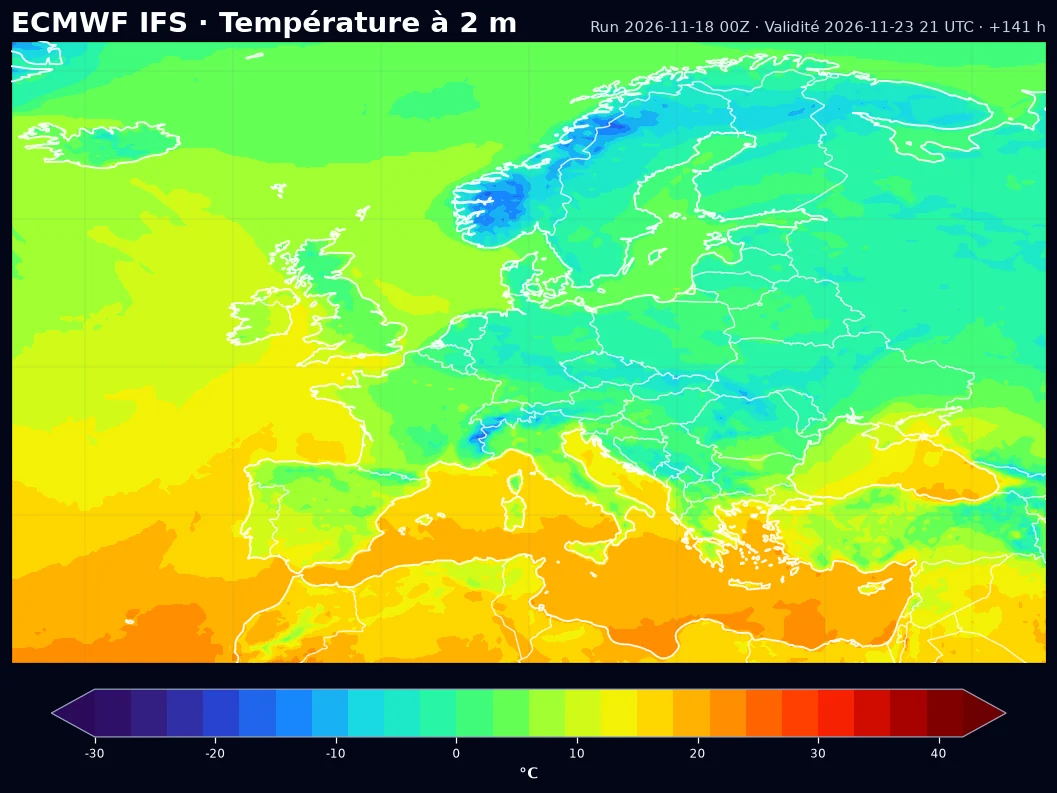 ECMWF IFS · Température à 2 m
Run 2026-11-18 00Z · Validité 2026-11-23 21 UTC · +141 h
-30 -20 -10 0 10 20 30 40
°C